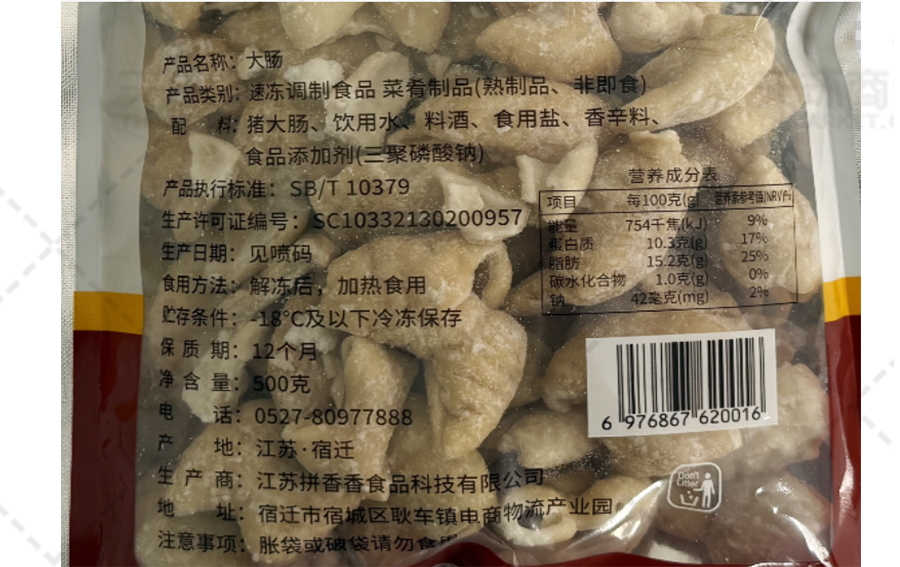 产品名称：大肠
产品类别：速冻调制食品 菜肴制品(熟制品、非即食)
配 料：猪大肠、饮用水、料酒、食用盐、香辛料、
食品添加剂(三聚磷酸钠)
产品执行标准：SB/T 10379
生产许可证编号：SC10332130200957
生产日期：见喷码
食用方法：解冻后，加热食用
贮存条件：-18℃及以下冷冻保存
保 质 期：12个月
净 含 量：500克
电 话：0527-80977888
产 地：江苏·宿迁
生 产 商：江苏拼香香食品科技有限公司
地 址：宿迁市宿城区耿车镇电商物流产业园
注意事项：胀袋或破袋请勿食用
营养成分表
项目 每100克(g) 营养素参考值(NRV)%
能量 754千焦(kJ) 9%
蛋白质 10.3克(g) 17%
脂肪 15.2克(g) 25%
碳水化合物 1.0克(g) 0%
钠 42毫克(mg) 2%
6 976867 620016
Don't
Litter